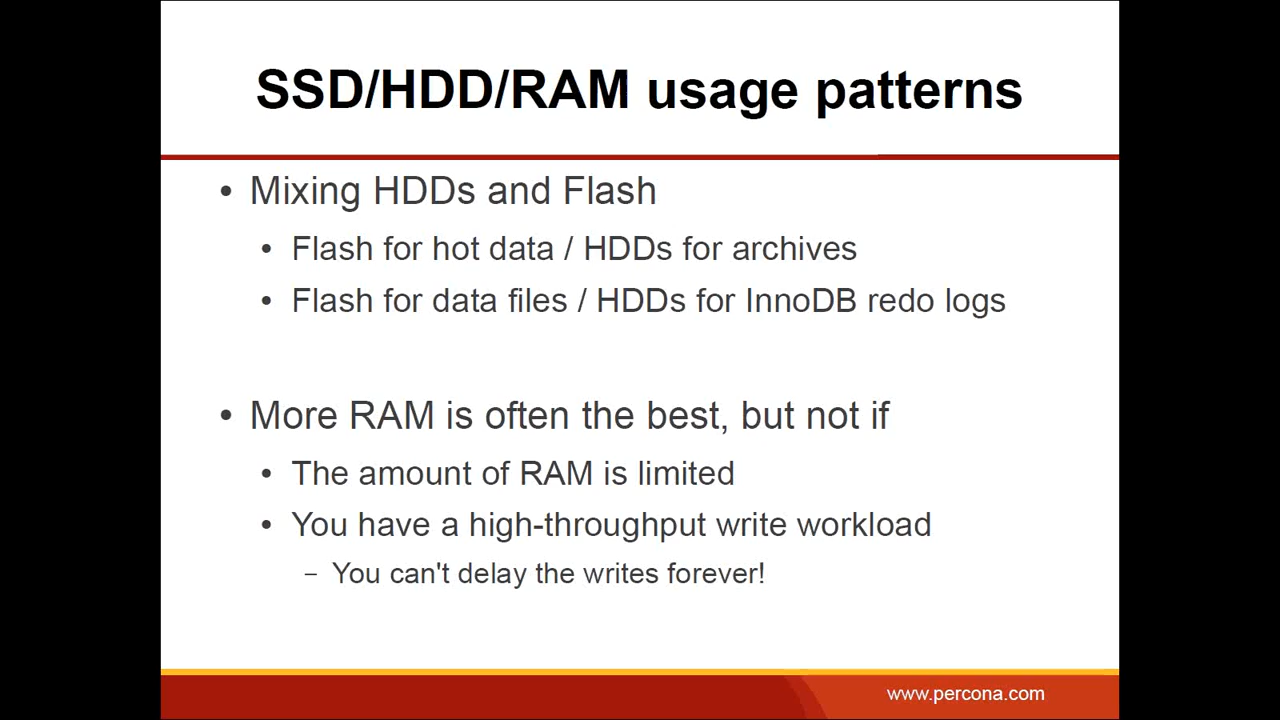 SSD/HDD/RAM usage patterns
• Mixing HDDs and Flash
• Flash for hot data / HDDs for archives
• Flash for data files / HDDs for InnoDB redo logs
• More RAM is often the best, but not if
• The amount of RAM is limited
• You have a high-throughput write workload
– You can't delay the writes forever!
www.percona.com